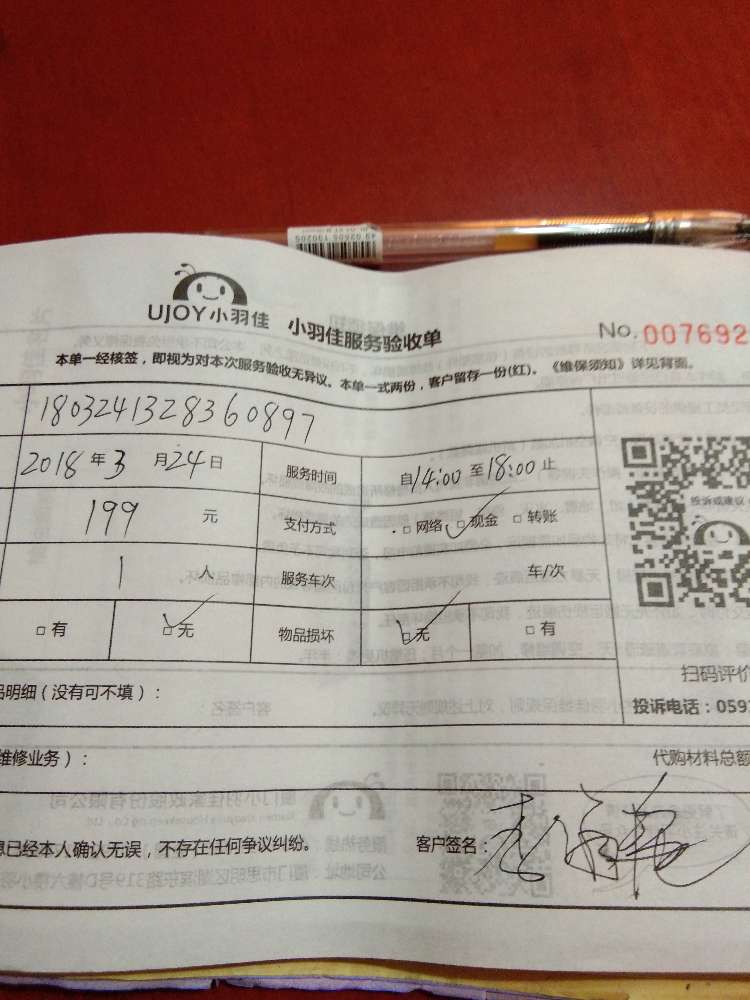 UJOY小羽佳 小羽佳服务验收单 No.007692
本单一经核签，即视为对本次服务验收无异议。本单一式两份，客户留存一份(红)。《维保须知》详见背面。
1803241328360897
2018年3月24日 服务时间 自14:00至18:00止
199 元 支付方式 □网络 □现金 □转账
投诉或建议
1 人 服务车次 车/次
□有 □无 物品损坏 □无 □有
扫码评价
品明细（没有可不填）： 投诉电话：059
维修业务）： 代购材料总额
息已经本人确认无误，不存在任何争议纠纷。 客户签名：